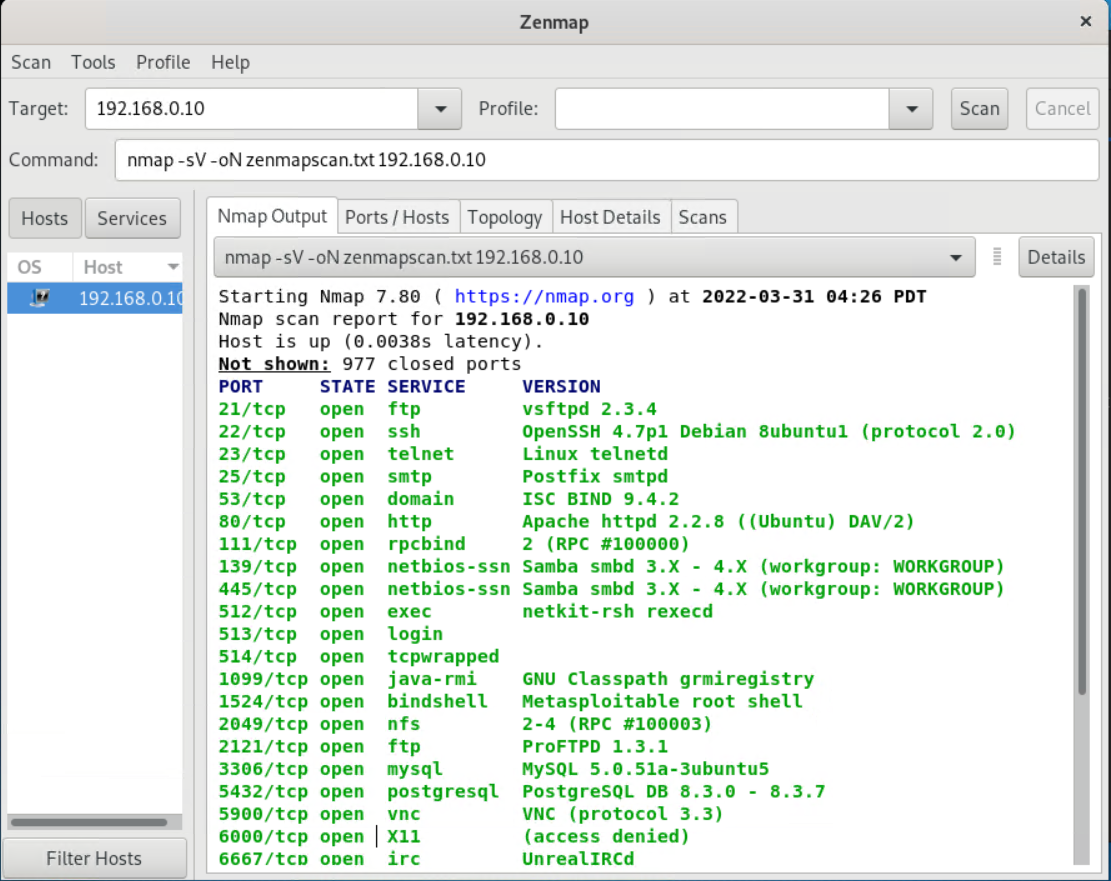 Zenmap
Scan Tools Profile Help
Target: 192.168.0.10 Profile: Scan Cancel
Command: nmap -sV -oN zenmapscan.txt 192.168.0.10
Hosts Services
OS Host
192.168.0.10
Filter Hosts
Nmap Output Ports / Hosts Topology Host Details Scans
nmap -sV -oN zenmapscan.txt 192.168.0.10 Details
Starting Nmap 7.80 ( https://nmap.org ) at 2022-03-31 04:26 PDT
Nmap scan report for 192.168.0.10
Host is up (0.0038s latency).
Not shown: 977 closed ports
PORT STATE SERVICE VERSION
21/tcp open ftp vsftpd 2.3.4
22/tcp open ssh OpenSSH 4.7p1 Debian 8ubuntu1 (protocol 2.0)
23/tcp open telnet Linux telnetd
25/tcp open smtp Postfix smtpd
53/tcp open domain ISC BIND 9.4.2
80/tcp open http Apache httpd 2.2.8 ((Ubuntu) DAV/2)
111/tcp open rpcbind 2 (RPC #100000)
139/tcp open netbios-ssn Samba smbd 3.X - 4.X (workgroup: WORKGROUP)
445/tcp open netbios-ssn Samba smbd 3.X - 4.X (workgroup: WORKGROUP)
512/tcp open exec netkit-rsh rexecd
513/tcp open login
514/tcp open tcpwrapped
1099/tcp open java-rmi GNU Classpath grmiregistry
1524/tcp open bindshell Metasploitable root shell
2049/tcp open nfs 2-4 (RPC #100003)
2121/tcp open ftp ProFTPD 1.3.1
3306/tcp open mysql MySQL 5.0.51a-3ubuntu5
5432/tcp open postgresql PostgreSQL DB 8.3.0 - 8.3.7
5900/tcp open vnc VNC (protocol 3.3)
6000/tcp open X11 (access denied)
6667/tcp open irc UnrealIRCd